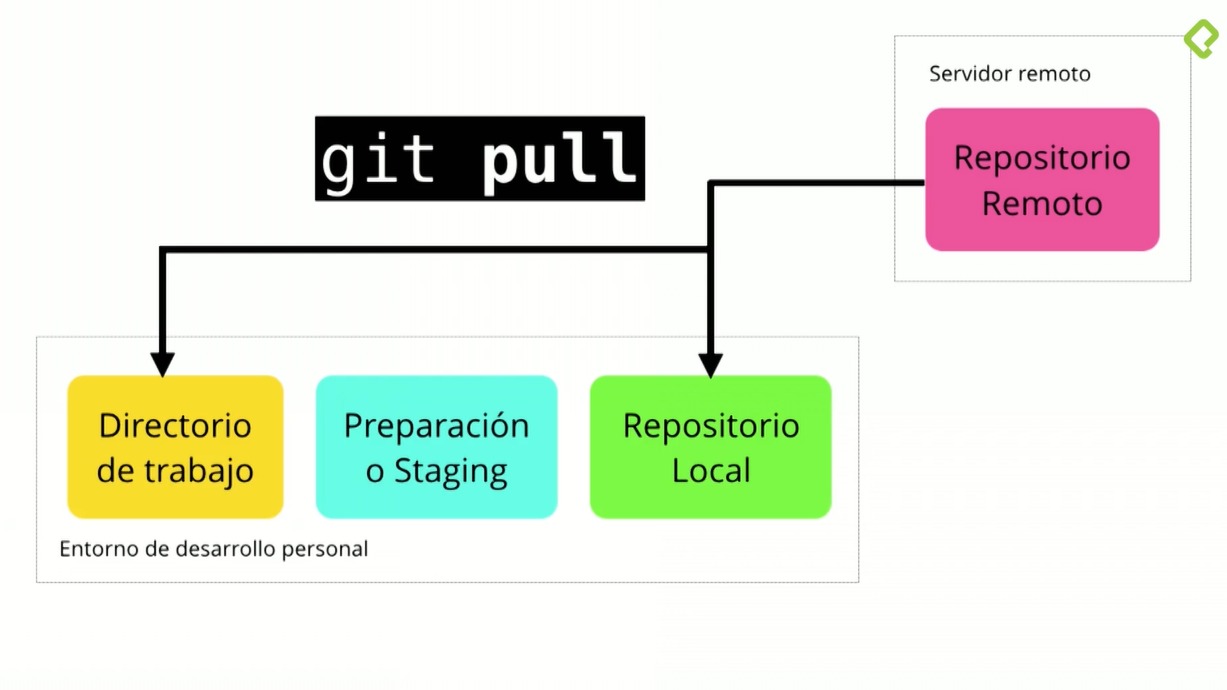 Servidor remoto
git pull
Repositorio
Remoto
Directorio
de trabajo
Preparación
o Staging
Repositorio
Local
Entorno de desarrollo personal